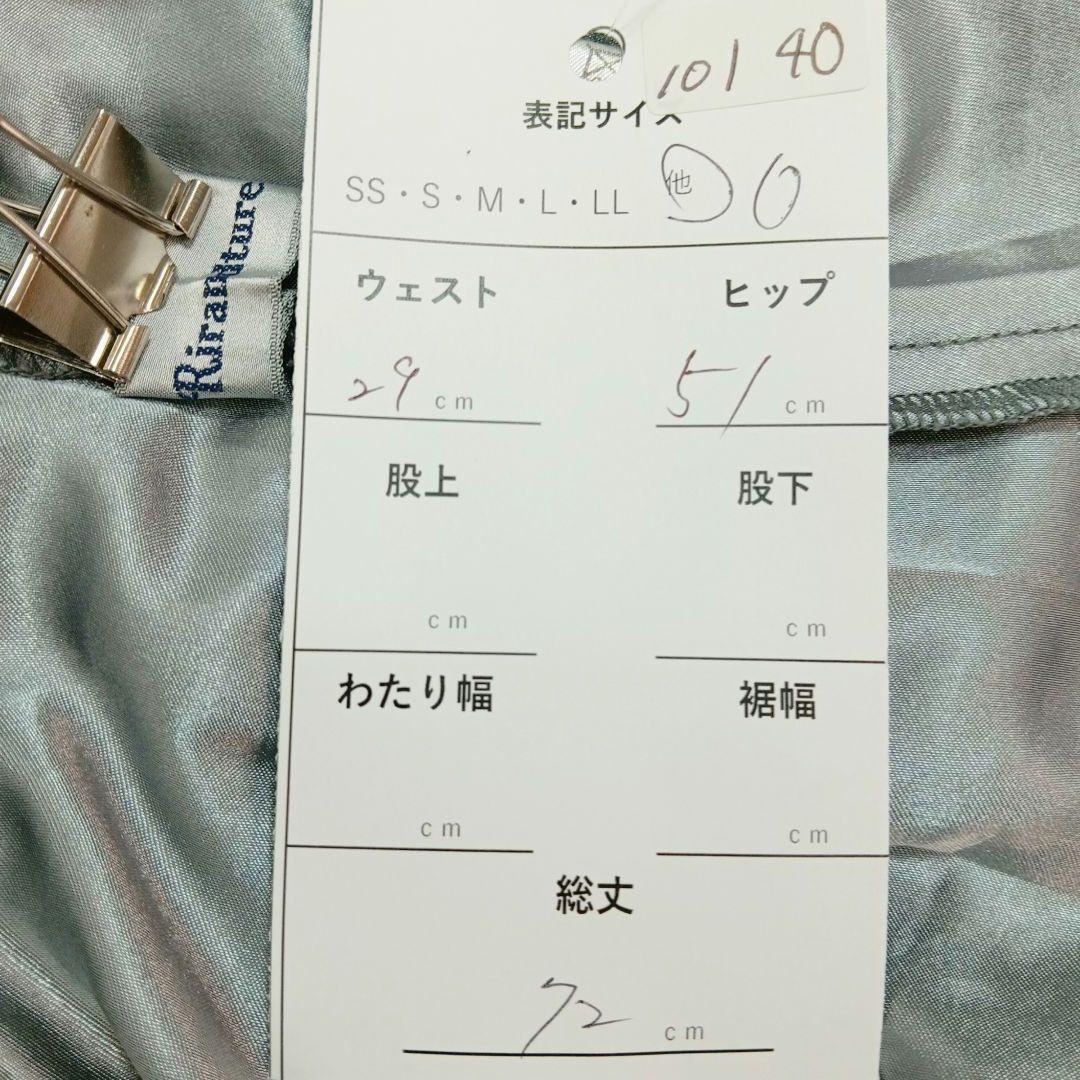 101 40
表記サイズ
SS・S・M・L・LL 他 0
Rirandture
ウェスト ヒップ
29 cm 51 cm
股上 股下
cm cm
わたり幅 裾幅
cm cm
総丈
72 cm